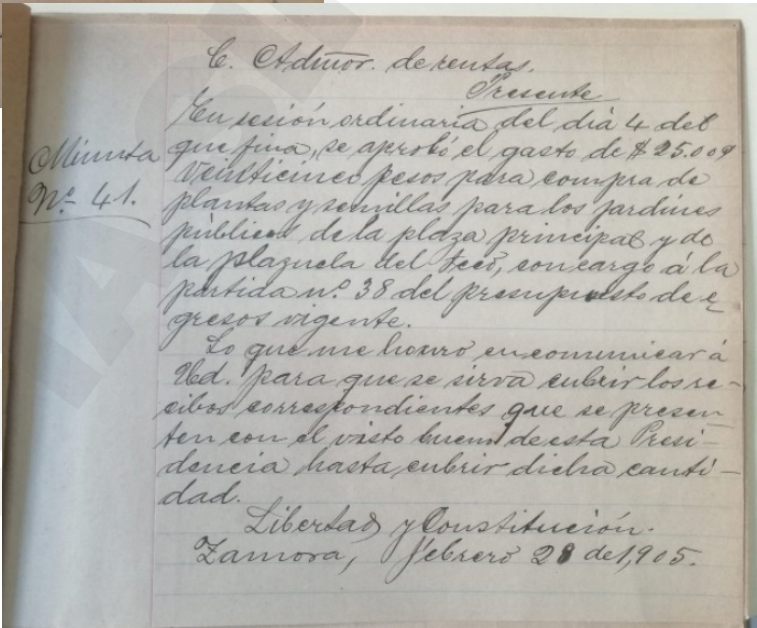 C. Admor. de rentas.
Presente
Minuta
Nº 41.
En sesión ordinaria del día 4 del
que fina, se aprobó el gasto de $25.00
Veinticinco pesos para compra de
plantas y semillas para los jardines
públicos de la plaza principal y de
la plazuela del Teco, con cargo á la
partida nº 38 del presupuesto de e
gresos vigente.
Lo que me honro en comunicar á
Ud. para que se sirva cubrir los re-
cibos correspondientes que se presen
ten con el visto bueno de esta Presi-
dencia hasta cubrir dicha canti-
dad.
Libertad y Constitución.
Zamora, febrero 28 de 1,905.